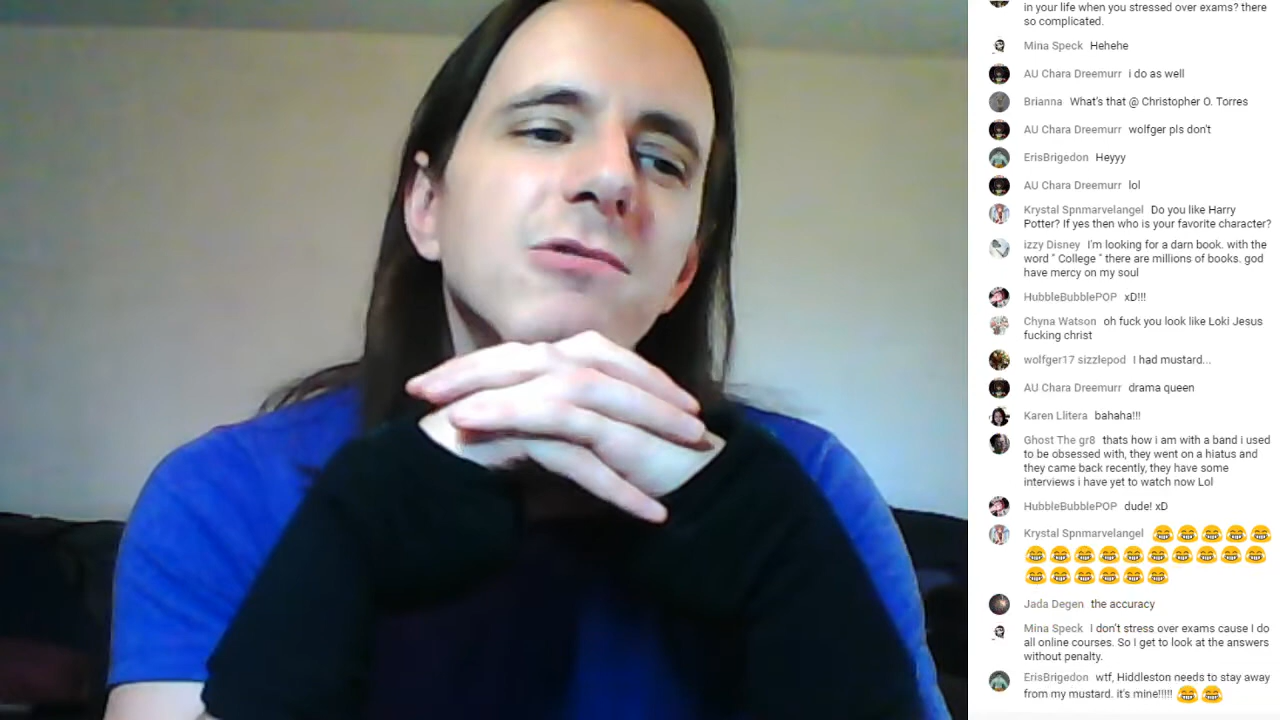 in your life when you stressed over exams? there
so complicated.
Mina Speck Hehehe
AU Chara Dreemurr i do as well
Brianna What's that @ Christopher O. Torres
AU Chara Dreemurr wolfger pls don't
ErisBrigedon Heyyy
AU Chara Dreemurr lol
Krystal Spnmarvelangel Do you like Harry
Potter? If yes then who is your favorite character?
izzy Disney I'm looking for a darn book. with the
word " College " there are millions of books. god
have mercy on my soul
HubbleBubblePOP xD!!!
Chyna Watson oh fuck you look like Loki Jesus
fucking christ
wolfger17 sizzlepod I had mustard...
AU Chara Dreemurr drama queen
Karen Llitera bahaha!!!
Ghost The gr8 thats how i am with a band i used
to be obsessed with, they went on a hiatus and
they came back recently, they have some
interviews i have yet to watch now Lol
HubbleBubblePOP dude! xD
Krystal Spnmarvelangel 😂😂😂😂😂
😂😂😂😂😂😂😂😂😂😂
😂😂😂😂😂😂
Jada Degen the accuracy
Mina Speck I don't stress over exams cause I do
all online courses. So I get to look at the answers
without penalty.
ErisBrigedon wtf, Hiddleston needs to stay away
from my mustard. it's mine!!!!! 😂😂